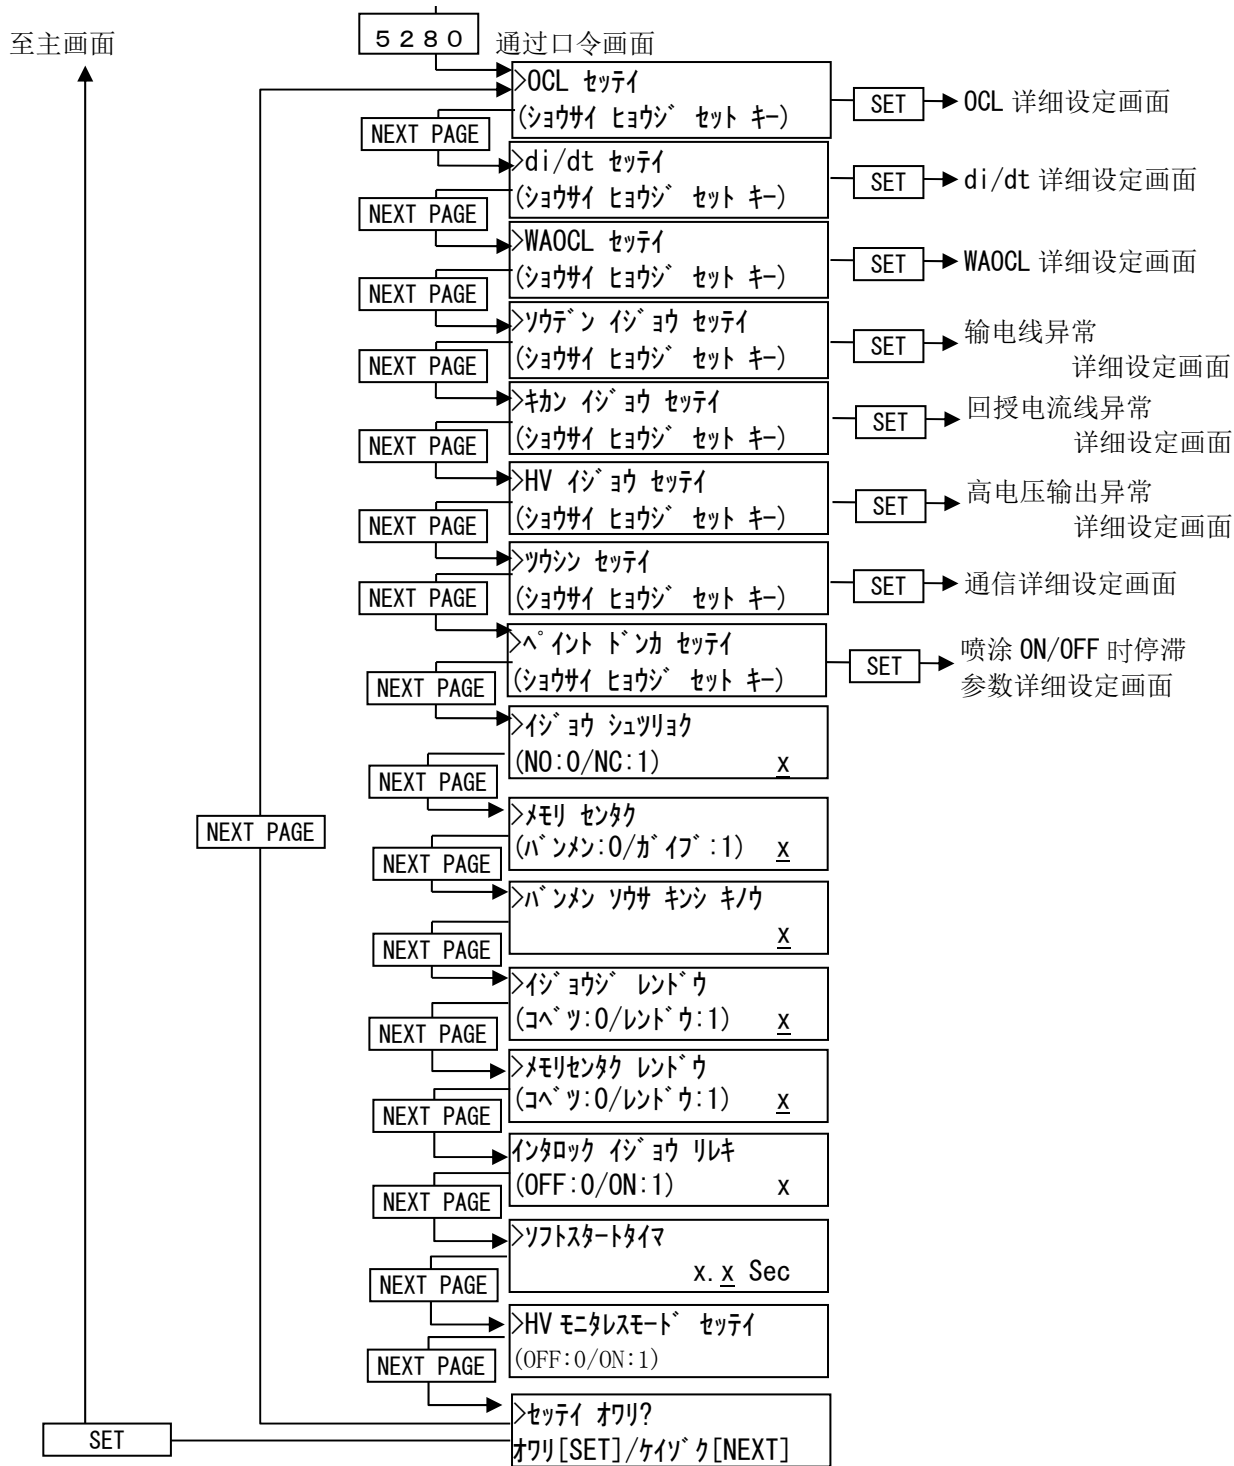 5280
至主画面
通过口令画面
>OCL ｾｯﾃｲ
(ｼｮｳｻｲ ﾋｮｳｼﾞ ｾｯﾄ ｷｰ)
SET
OCL 详细设定画面
NEXT PAGE
>di/dt ｾｯﾃｲ
(ｼｮｳｻｲ ﾋｮｳｼﾞ ｾｯﾄ ｷｰ)
SET
di/dt 详细设定画面
NEXT PAGE
>WAOCL ｾｯﾃｲ
(ｼｮｳｻｲ ﾋｮｳｼﾞ ｾｯﾄ ｷｰ)
SET
WAOCL 详细设定画面
NEXT PAGE
>ｿｳﾃﾞﾝ ｲｼﾞｮｳ ｾｯﾃｲ
(ｼｮｳｻｲ ﾋｮｳｼﾞ ｾｯﾄ ｷｰ)
SET
输电线异常
详细设定画面
NEXT PAGE
>ｷｶﾝ ｲｼﾞｮｳ ｾｯﾃｲ
(ｼｮｳｻｲ ﾋｮｳｼﾞ ｾｯﾄ ｷｰ)
SET
回授电流线异常
详细设定画面
NEXT PAGE
>HV ｲｼﾞｮｳ ｾｯﾃｲ
(ｼｮｳｻｲ ﾋｮｳｼﾞ ｾｯﾄ ｷｰ)
SET
高电压输出异常
详细设定画面
NEXT PAGE
>ﾂｳｼﾝ ｾｯﾃｲ
(ｼｮｳｻｲ ﾋｮｳｼﾞ ｾｯﾄ ｷｰ)
SET
通信详细设定画面
NEXT PAGE
>ﾍﾟｲﾝﾄ ﾄﾞﾝｶ ｾｯﾃｲ
(ｼｮｳｻｲ ﾋｮｳｼﾞ ｾｯﾄ ｷｰ)
SET
喷涂 ON/OFF 时停滞
参数详细设定画面
NEXT PAGE
>ｲｼﾞｮｳ ｼｭﾂﾘｮｸ
(NO:0/NC:1) x
NEXT PAGE
>ﾒﾓﾘ ｾﾝﾀｸ
(ﾊﾞﾝﾒﾝ:0/ｶﾞｲﾌﾞ:1) x
NEXT PAGE
NEXT PAGE
>ﾊﾞﾝﾒﾝ ｿｳｻ ｷﾝｼ ｷﾉｳ
x
NEXT PAGE
>ｲｼﾞｮｳｼﾞ ﾚﾝﾄﾞｳ
(ｺﾍﾞﾂ:0/ﾚﾝﾄﾞｳ:1) x
NEXT PAGE
>ﾒﾓﾘｾﾝﾀｸ ﾚﾝﾄﾞｳ
(ｺﾍﾞﾂ:0/ﾚﾝﾄﾞｳ:1) x
NEXT PAGE
ｲﾝﾀﾛｯｸ ｲｼﾞｮｳ ﾘﾚｷ
(OFF:0/ON:1) x
NEXT PAGE
>ｿﾌﾄｽﾀｰﾄﾀｲﾏ
x.x Sec
NEXT PAGE
>HV ﾓﾆﾀﾚｽﾓｰﾄﾞ ｾｯﾃｲ
(OFF:0/ON:1)
NEXT PAGE
>ｾｯﾃｲ ｵﾜﾘ?
ｵﾜﾘ[SET]/ｹｲｿﾞｸ[NEXT]
SET